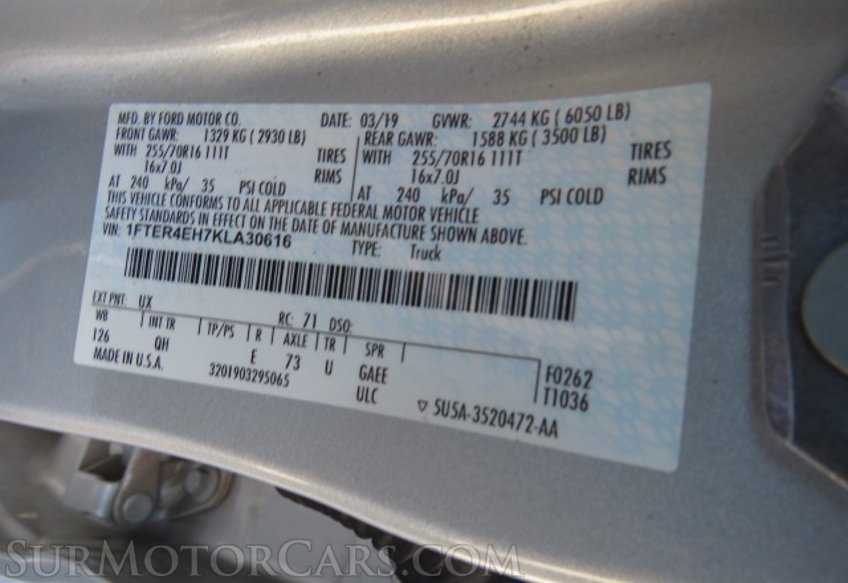 MFD. BY FORD MOTOR CO. DATE: 03/19 GVWR: 2744 KG ( 6050 LB)
FRONT GAWR: 1329 KG ( 2930 LB) REAR GAWR: 1588 KG ( 3500 LB)
WITH 255/70R16 111T TIRES WITH 255/70R16 111T TIRES
16x7.0J RIMS 16x7.0J RIMS
AT 240 kPa/ 35 PSI COLD AT 240 kPa/ 35 PSI COLD
THIS VEHICLE CONFORMS TO ALL APPLICABLE FEDERAL MOTOR VEHICLE
SAFETY STANDARDS IN EFFECT ON THE DATE OF MANUFACTURE SHOWN ABOVE.
VIN: 1FTER4EH7KLA30616 TYPE: Truck
EXT PNT: UX RC: 71 DSO:
WB INT TR TP/PS R AXLE TR SPR
126 QH E 73 U GAEE F0262
MADE IN U.S.A. 3201903295065 ULC T1036
5U5A-3520472-AA
SURMOTORCARS.COM